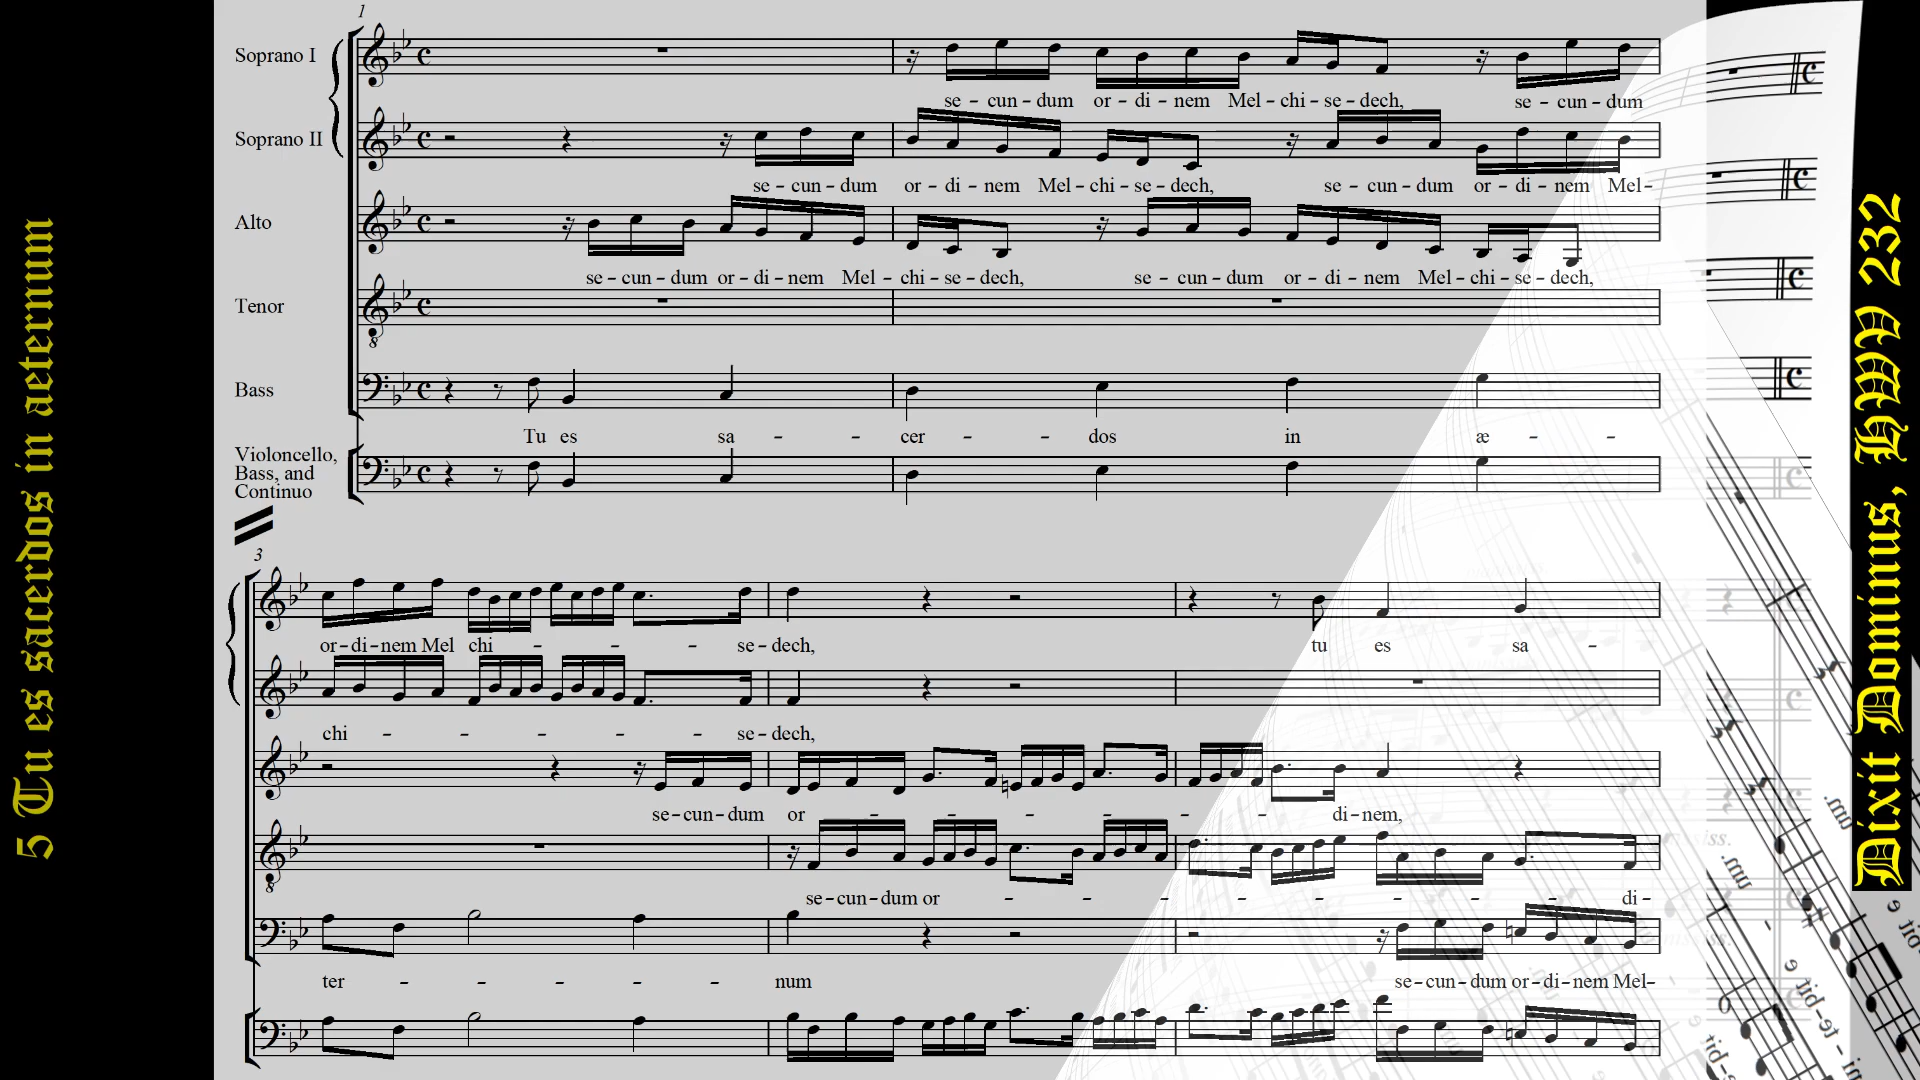 5 Tu es sacerdos in aeternum
Dixit Dominus, HWV 232
1
Soprano I
se - cun - dum or - di - nem Mel - chi - se - dech, se - cun - dum
Soprano II
se - cun - dum or - di - nem Mel - chi - se - dech, se - cun - dum or - di - nem Mel -
Alto
se - cun - dum or - di - nem Mel - chi - se - dech, se - cun - dum or - di - nem Mel - chi - se - dech,
Tenor
8
Bass
Tu es sa - - cer - - dos in æ - -
Violoncello,
Bass, and
Continuo
3
or - di - nem Mel chi - - - se - dech, tu es sa -
chi - - - - - se - dech,
se - cun - dum or - - - - - - di - nem,
8
se - cun - dum or - - - - - - - - di -
ter - - - - - num se - cun - dum or - di - nem Mel -